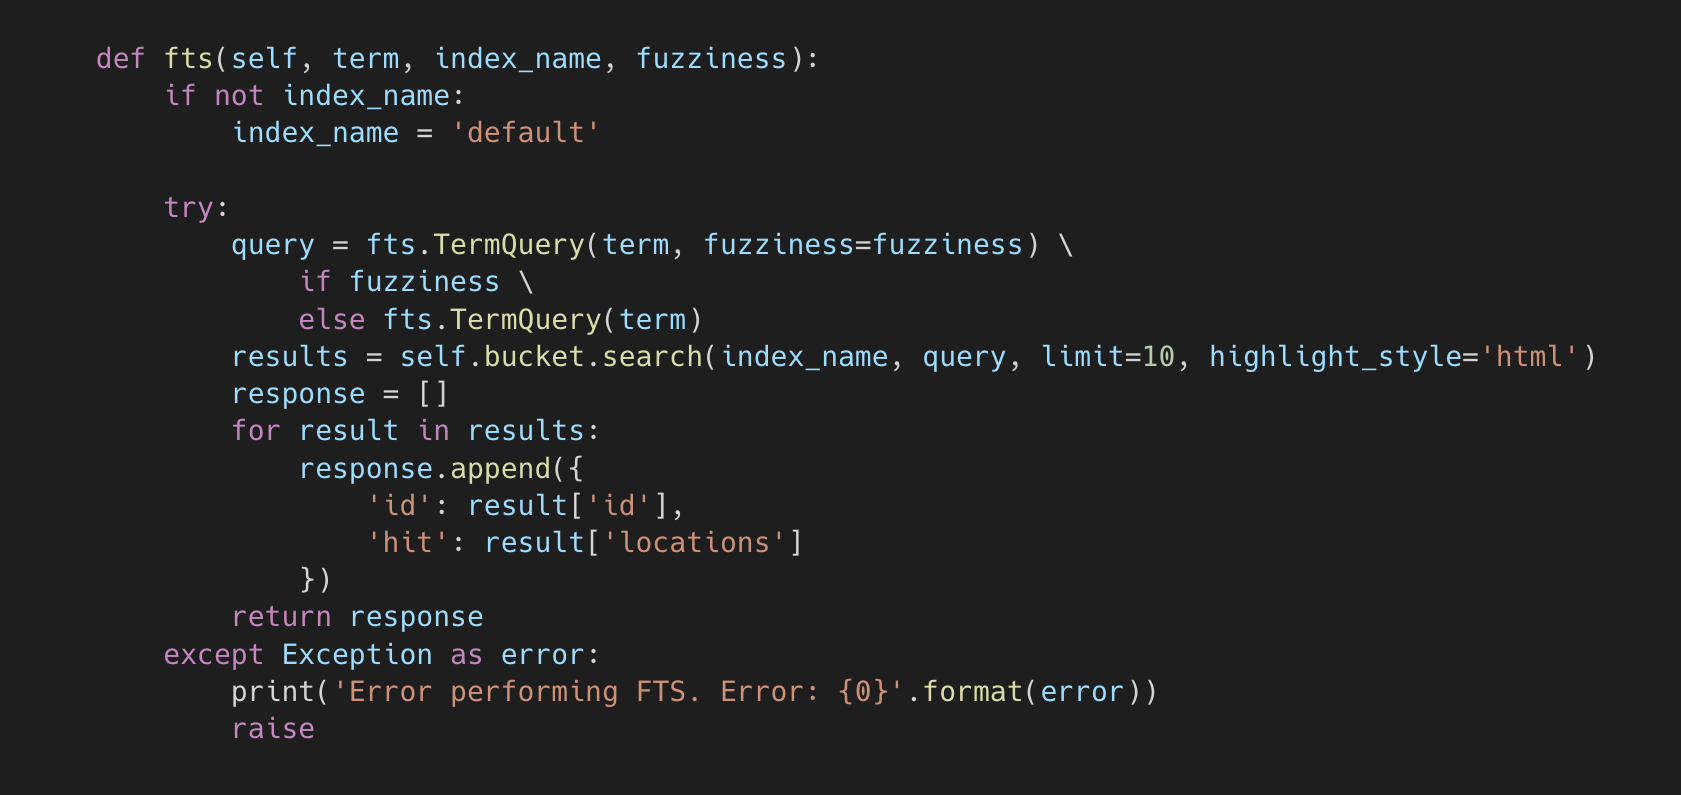 def fts(self, term, index_name, fuzziness):
    if not index_name:
        index_name = 'default'

    try:
        query = fts.TermQuery(term, fuzziness=fuzziness) \
            if fuzziness \
            else fts.TermQuery(term)
        results = self.bucket.search(index_name, query, limit=10, highlight_style='html')
        response = []
        for result in results:
            response.append({
                'id': result['id'],
                'hit': result['locations']
            })
        return response
    except Exception as error:
        print('Error performing FTS. Error: {0}'.format(error))
        raise